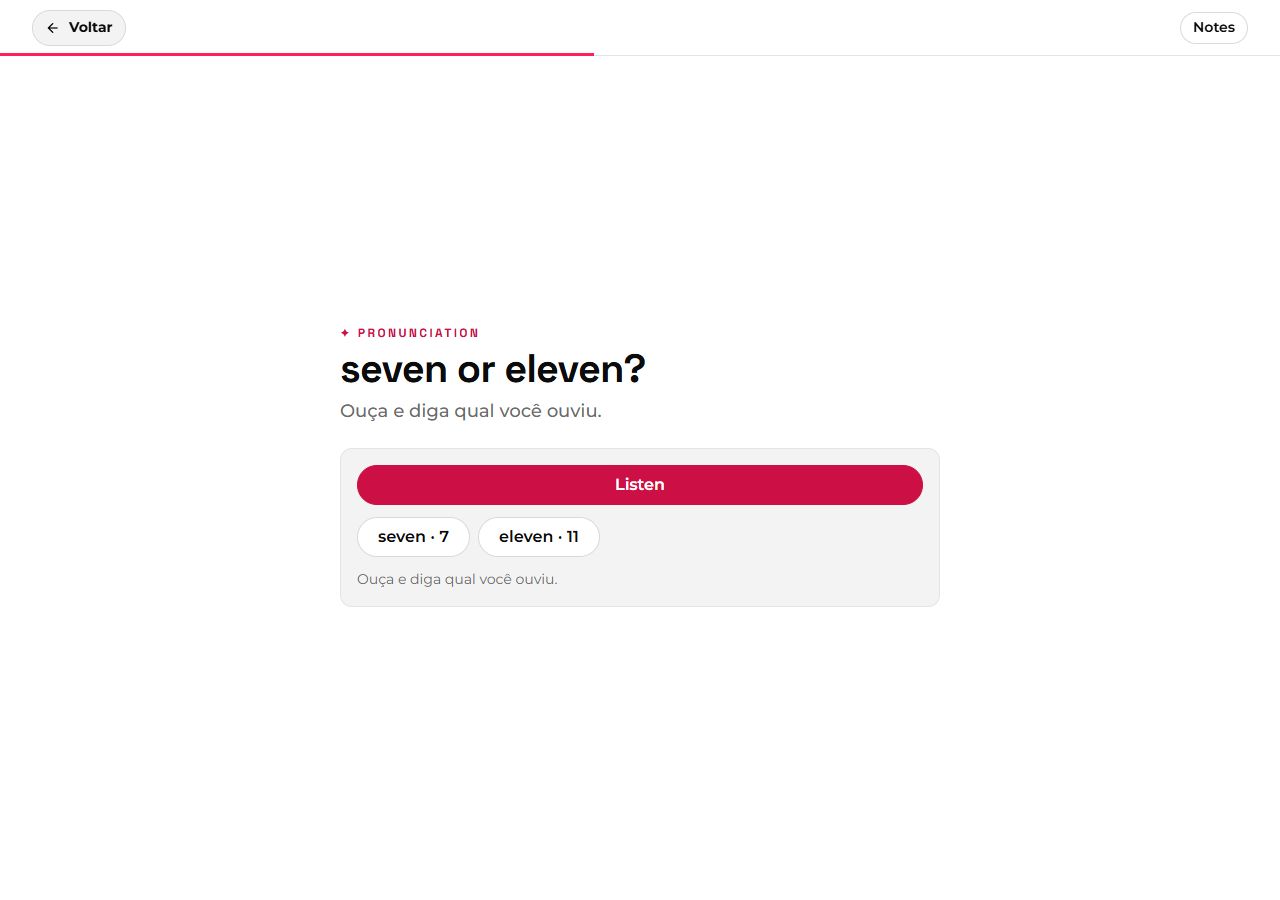 ← Voltar
Notes
✦ PRONUNCIATION
seven or eleven?
Ouça e diga qual você ouviu.
Listen
seven · 7
eleven · 11
Ouça e diga qual você ouviu.